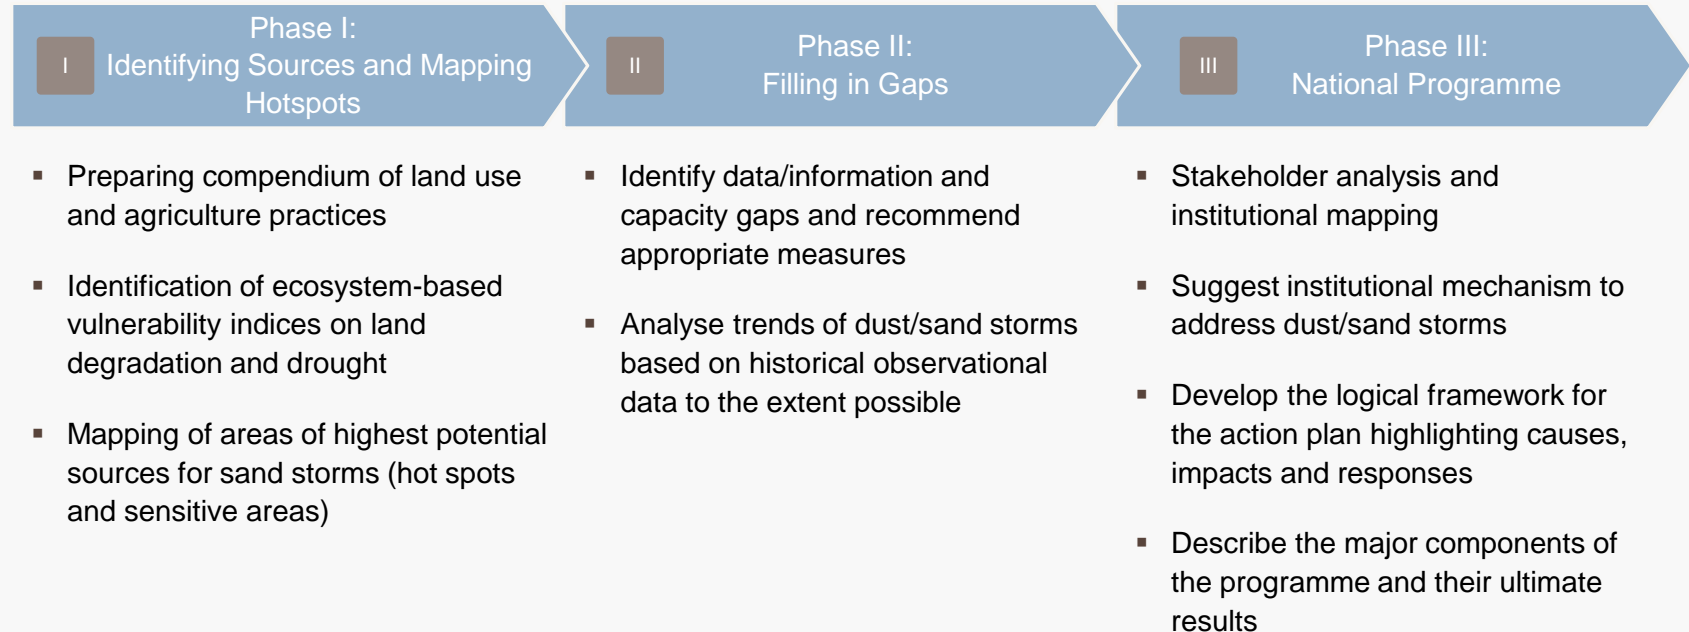 I
Phase I:
Identifying Sources and Mapping
Hotspots
▪ Preparing compendium of land use
and agriculture practices
▪ Identification of ecosystem-based
vulnerability indices on land
degradation and drought
▪ Mapping of areas of highest potential
sources for sand storms (hot spots
and sensitive areas)
II
Phase II:
Filling in Gaps
▪ Identify data/information and
capacity gaps and recommend
appropriate measures
▪ Analyse trends of dust/sand storms
based on historical observational
data to the extent possible
III
Phase III:
National Programme
▪ Stakeholder analysis and
institutional mapping
▪ Suggest institutional mechanism to
address dust/sand storms
▪ Develop the logical framework for
the action plan highlighting causes,
impacts and responses
▪ Describe the major components of
the programme and their ultimate
results